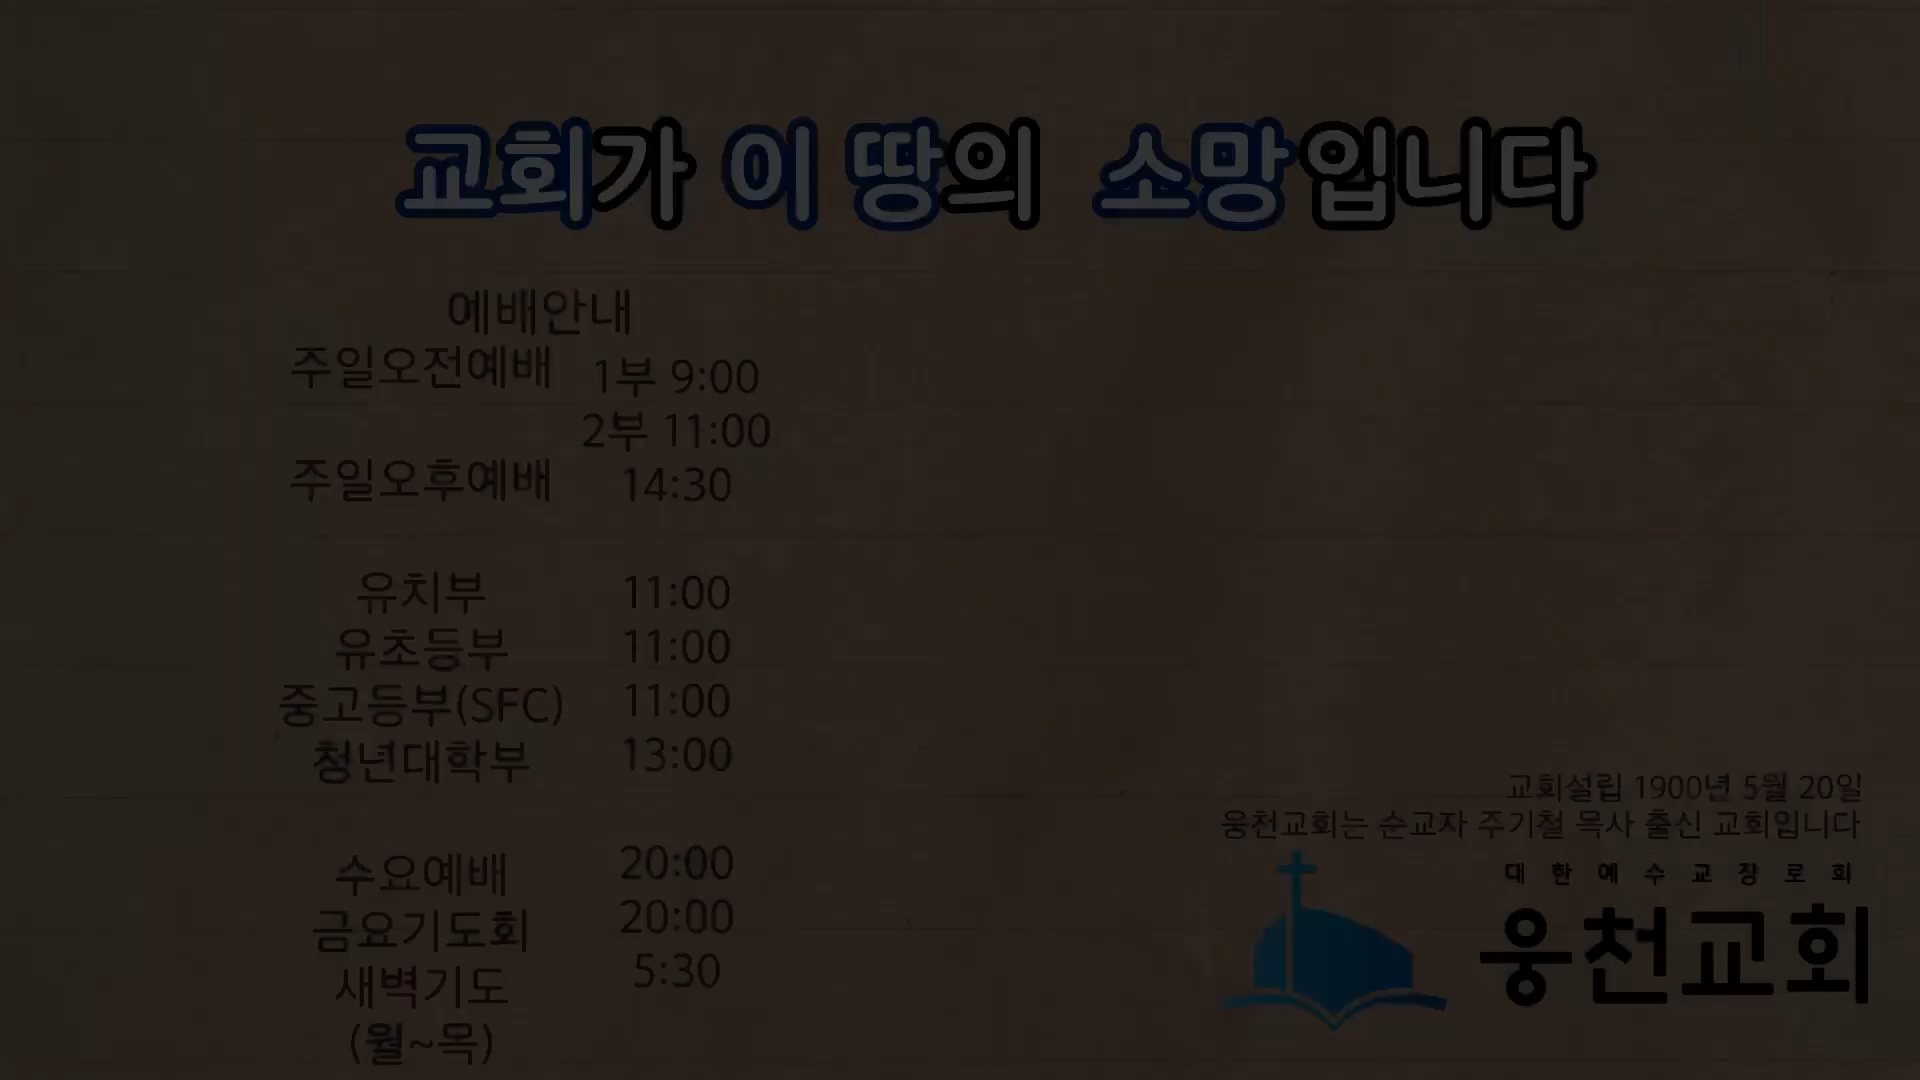 교회가 이 땅의 소망입니다
예배안내
주일오전예배 1부 9:00
2부 11:00
주일오후예배 14:30
유치부 11:00
유초등부 11:00
중고등부(SFC) 11:00
청년대학부 13:00
수요예배 20:00
금요기도회 20:00
새벽기도 5:30
(월~목)
교회설립 1900년 5월 20일
웅천교회는 순교자 주기철 목사 출신 교회입니다
대한예수교장로회
웅천교회